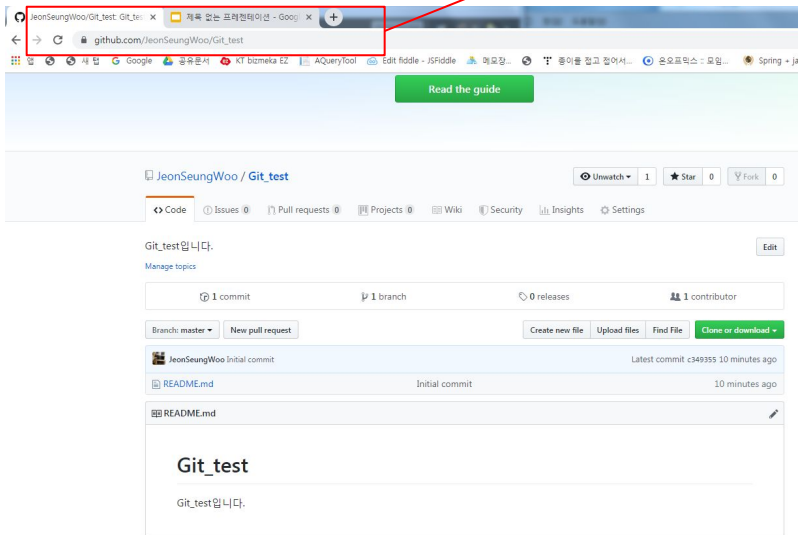 JeonSeungWoo/Git_test: Git_tes
제목 없는 프레젠테이션 - Goog
github.com/JeonSeungWoo/Git_test
앱 새 탭 Google 공유문서 KT bizmeka EZ AQueryTool Edit fiddle - JSFiddle 메모장... 종이를 접고 접어서... 온오프믹스 :: 모임... Spring + ja
Read the guide
JeonSeungWoo / Git_test
Unwatch 1 Star 0 Fork 0
Code Issues 0 Pull requests 0 Projects 0 Wiki Security Insights Settings
Git_test입니다. Edit
Manage topics
1 commit 1 branch 0 releases 1 contributor
Branch: master New pull request Create new file Upload files Find File Clone or download
JeonSeungWoo Initial commit Latest commit c349355 10 minutes ago
README.md Initial commit 10 minutes ago
README.md
Git_test
Git_test입니다.